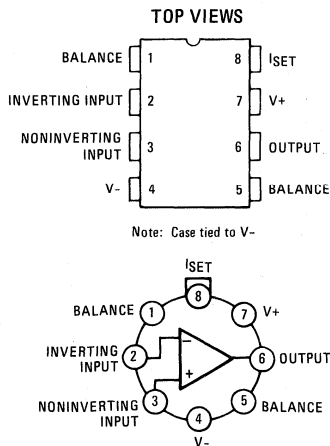 TOP VIEWS
BALANCE 1 8 ISET
INVERTING INPUT 2 7 V+
NONINVERTING INPUT 3 6 OUTPUT
V- 4 5 BALANCE
Note: Case tied to V-
ISET
8
BALANCE 1 7 V+
INVERTING INPUT 2 - 6 OUTPUT
+
NONINVERTING INPUT 3 5 BALANCE
4
V-